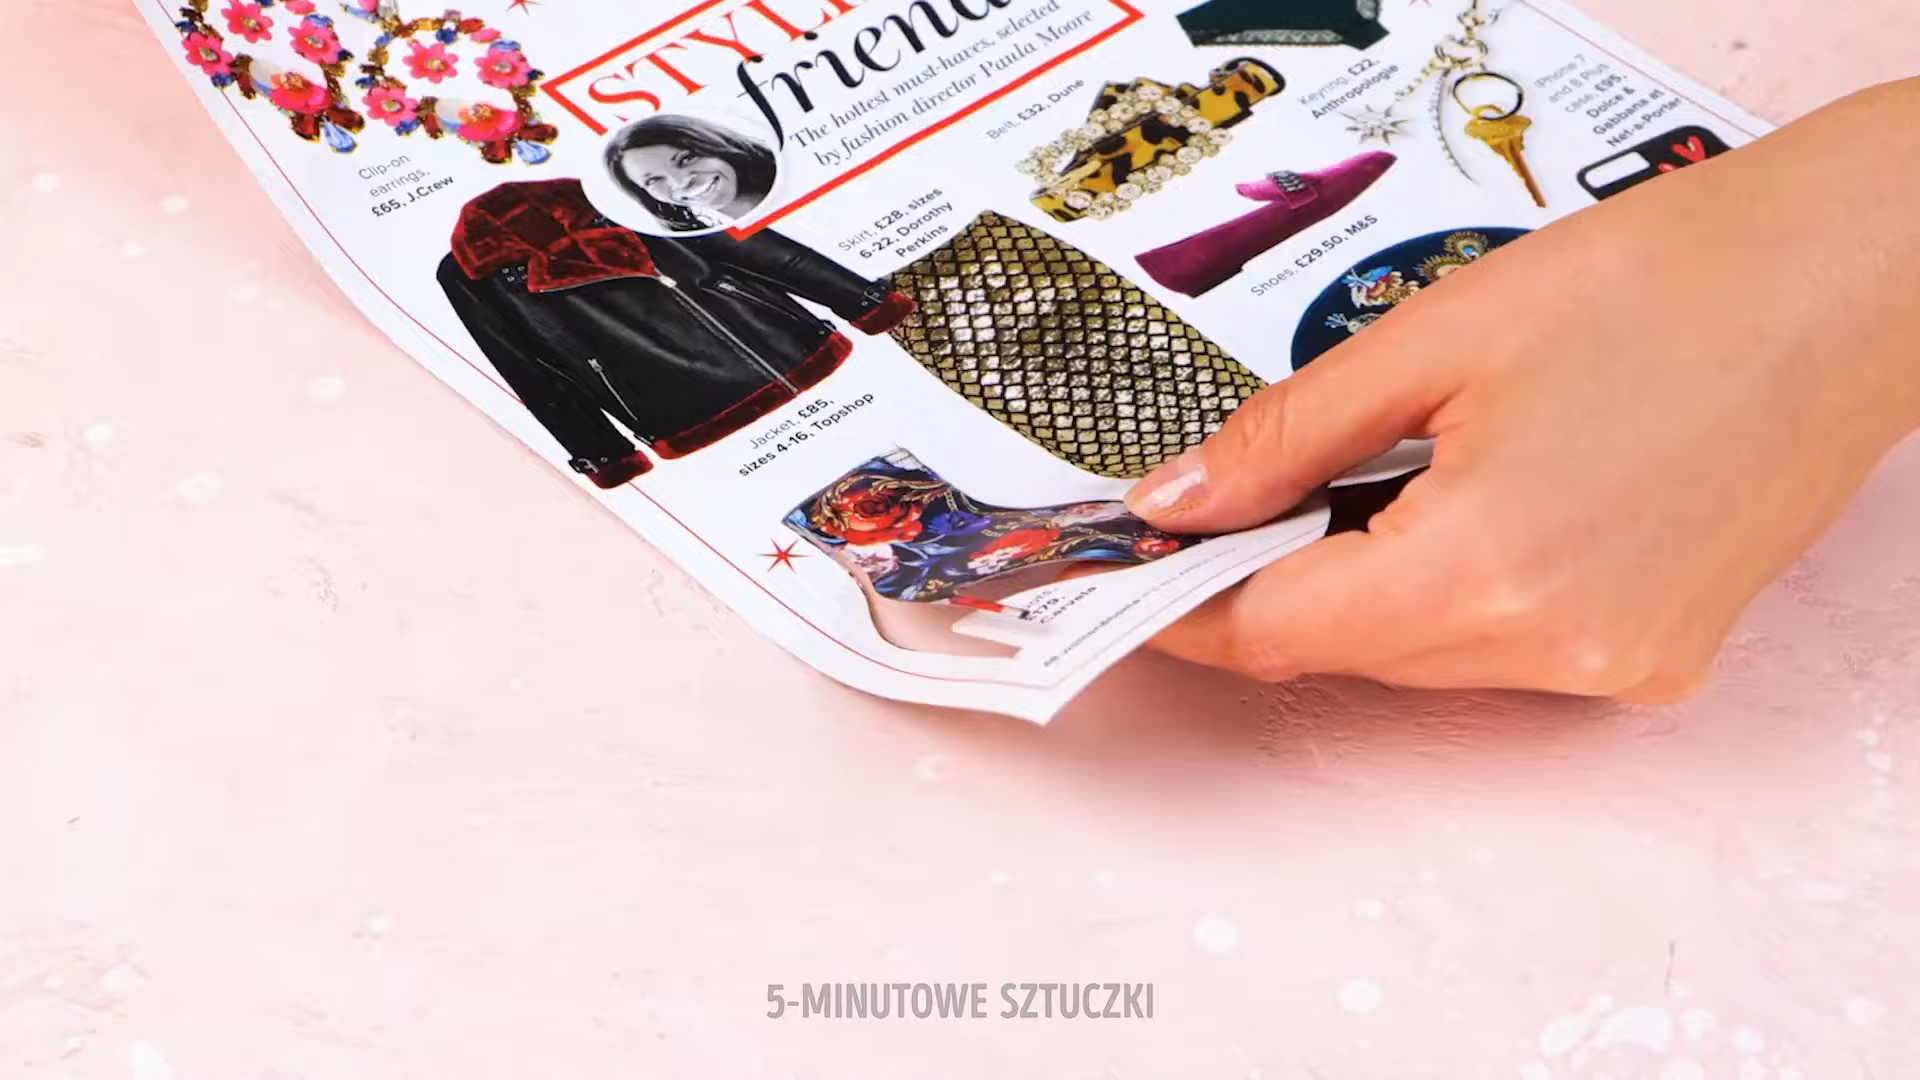 friend
The hottest must-haves, selected
by fashion director Paula Moore
Clip-on
earrings,
£65, J.Crew
Belt, £32, Dune
Keyring, £22,
Anthropologie
iPhone 7
and 8 Plus
case, £95,
Dolce &
Gabbana at
Net-a-Porter
Skirt, £28, sizes
6-22, Dorothy
Perkins
Shoes, £29.50, M&S
Jacket, £85,
sizes 4-16, Topshop
£179,
Carvela
5-MINUTOWE SZTUCZKI